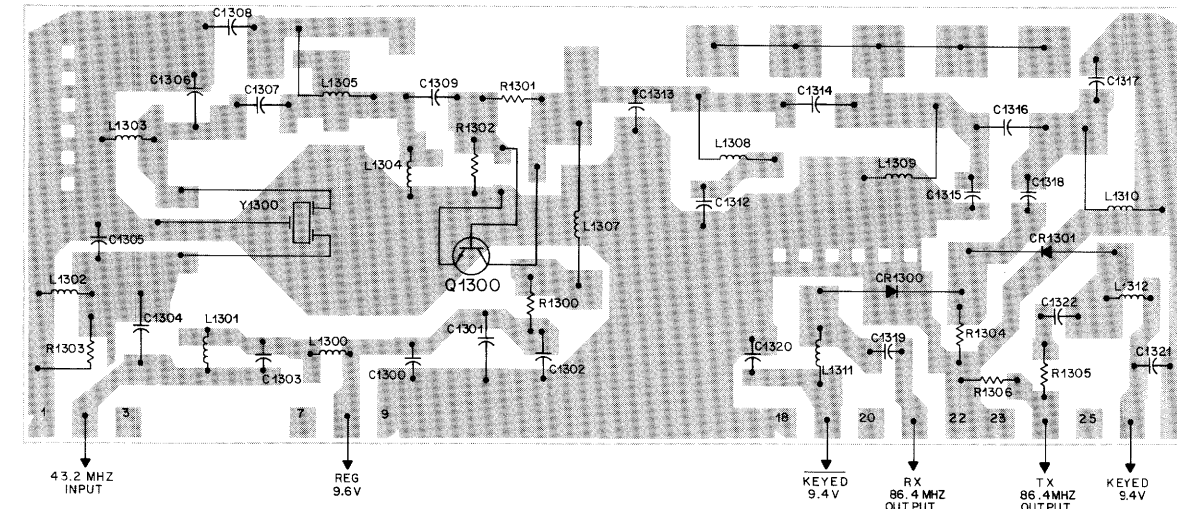 C1308
C1306
C1307
L1305
C1309
R1301
C1313
C1314
C1317
C1316
L1303
R1302
L1304
L1308
L1309
Y1300
C1312
C1315
C1318
L1310
L1307
C1305
CR1301
Q1300
L1302
CR1300
L1312
R1300
C1304
L1301
C1301
C1322
R1304
R1303
L1300
C1303
C1300
C1302
C1320
L1311
C1319
R1305
C1321
R1306
1
3
7
9
18
20
22
23
25
43.2 MHZ
INPUT
REG
9.6V
KEYED
9.4V
RX
86.4 MHZ
OUTPUT
TX
86.4MHZ
OUTPUT
KEYED
9.4V